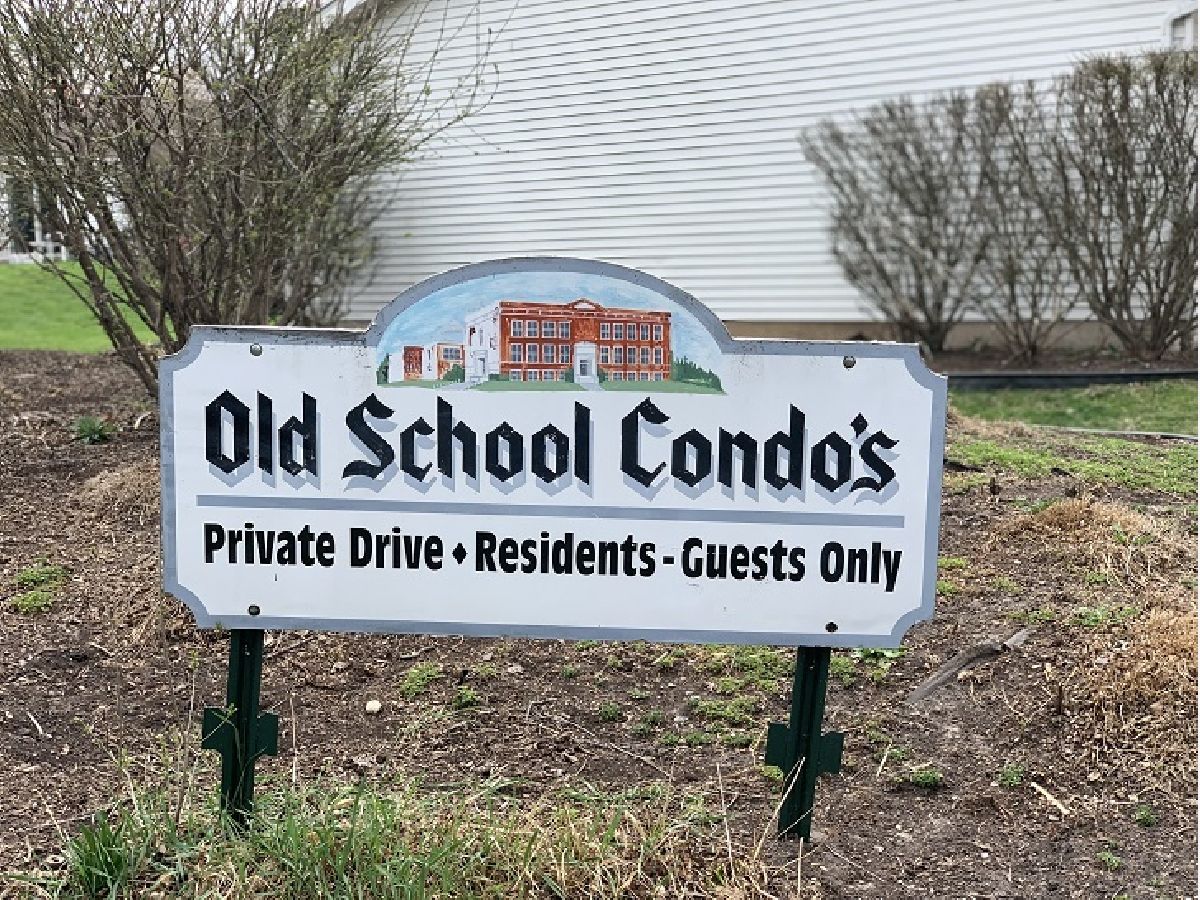 Old School Condo's
Private Drive ♦ Residents - Guests Only